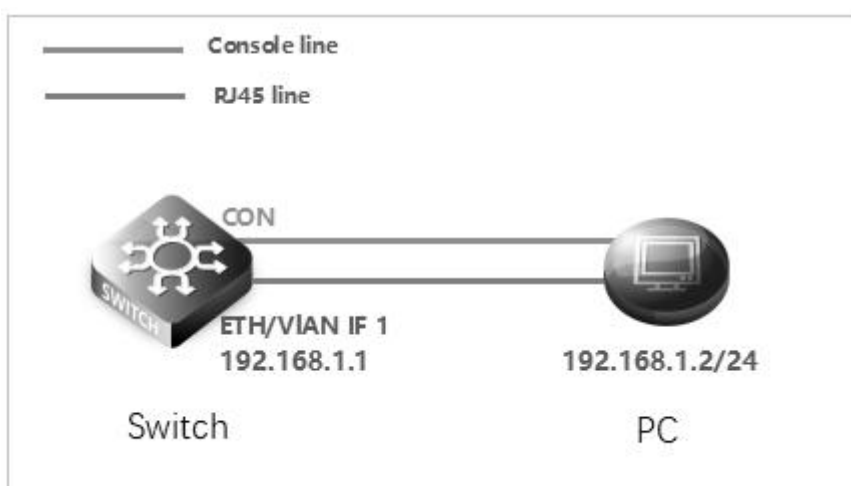 Console line
RJ45 line
CON
SWITCH
ETH/VlAN IF 1
192.168.1.1
192.168.1.2/24
Switch
PC